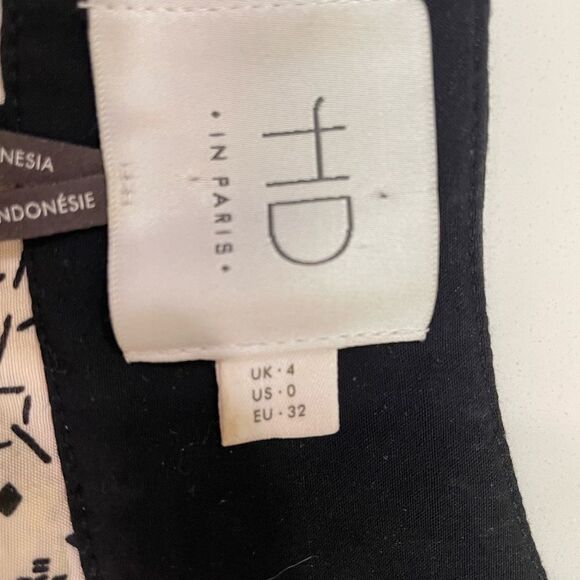 HD
• IN PARIS •
NESIA
NDONÉSIE
UK • 4
US • 0
EU • 32